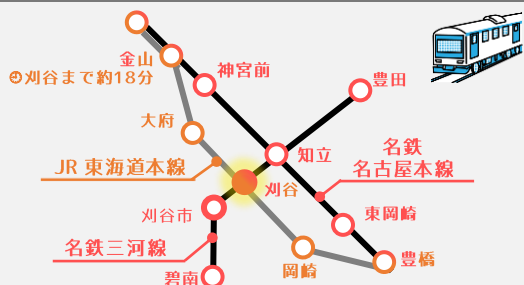 金山
◴刈谷まで約18分
神宮前
豊田
大府
知立
名鉄
名古屋本線
JR 東海道本線
刈谷
刈谷市
東岡崎
名鉄三河線
豊橋
岡崎
碧南